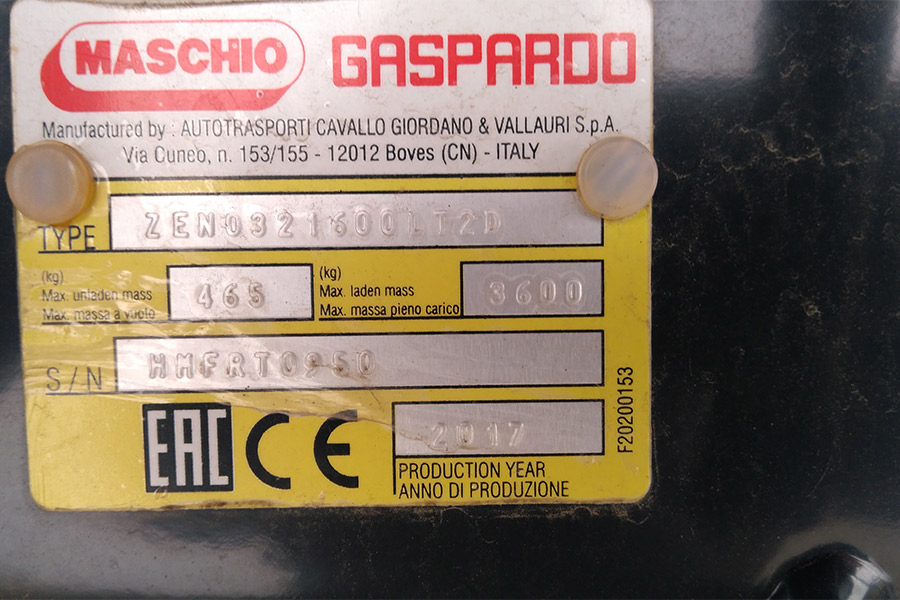 MASCHIO GASPARDO
Manufactured by : AUTOTRASPORTI CAVALLO GIORDANO & VALLAURI S.p.A.
Via Cuneo, n. 153/155 - 12012 Boves (CN) - ITALY
TYPE ZEN0321600LT2D
(kg)
Max. unladen mass
Max. massa a vuoto
465
(kg)
Max. laden mass
Max. massa pieno carico
3600
S/N HMFRT0950
EAC CE
2017
PRODUCTION YEAR
ANNO DI PRODUZIONE
F20200153